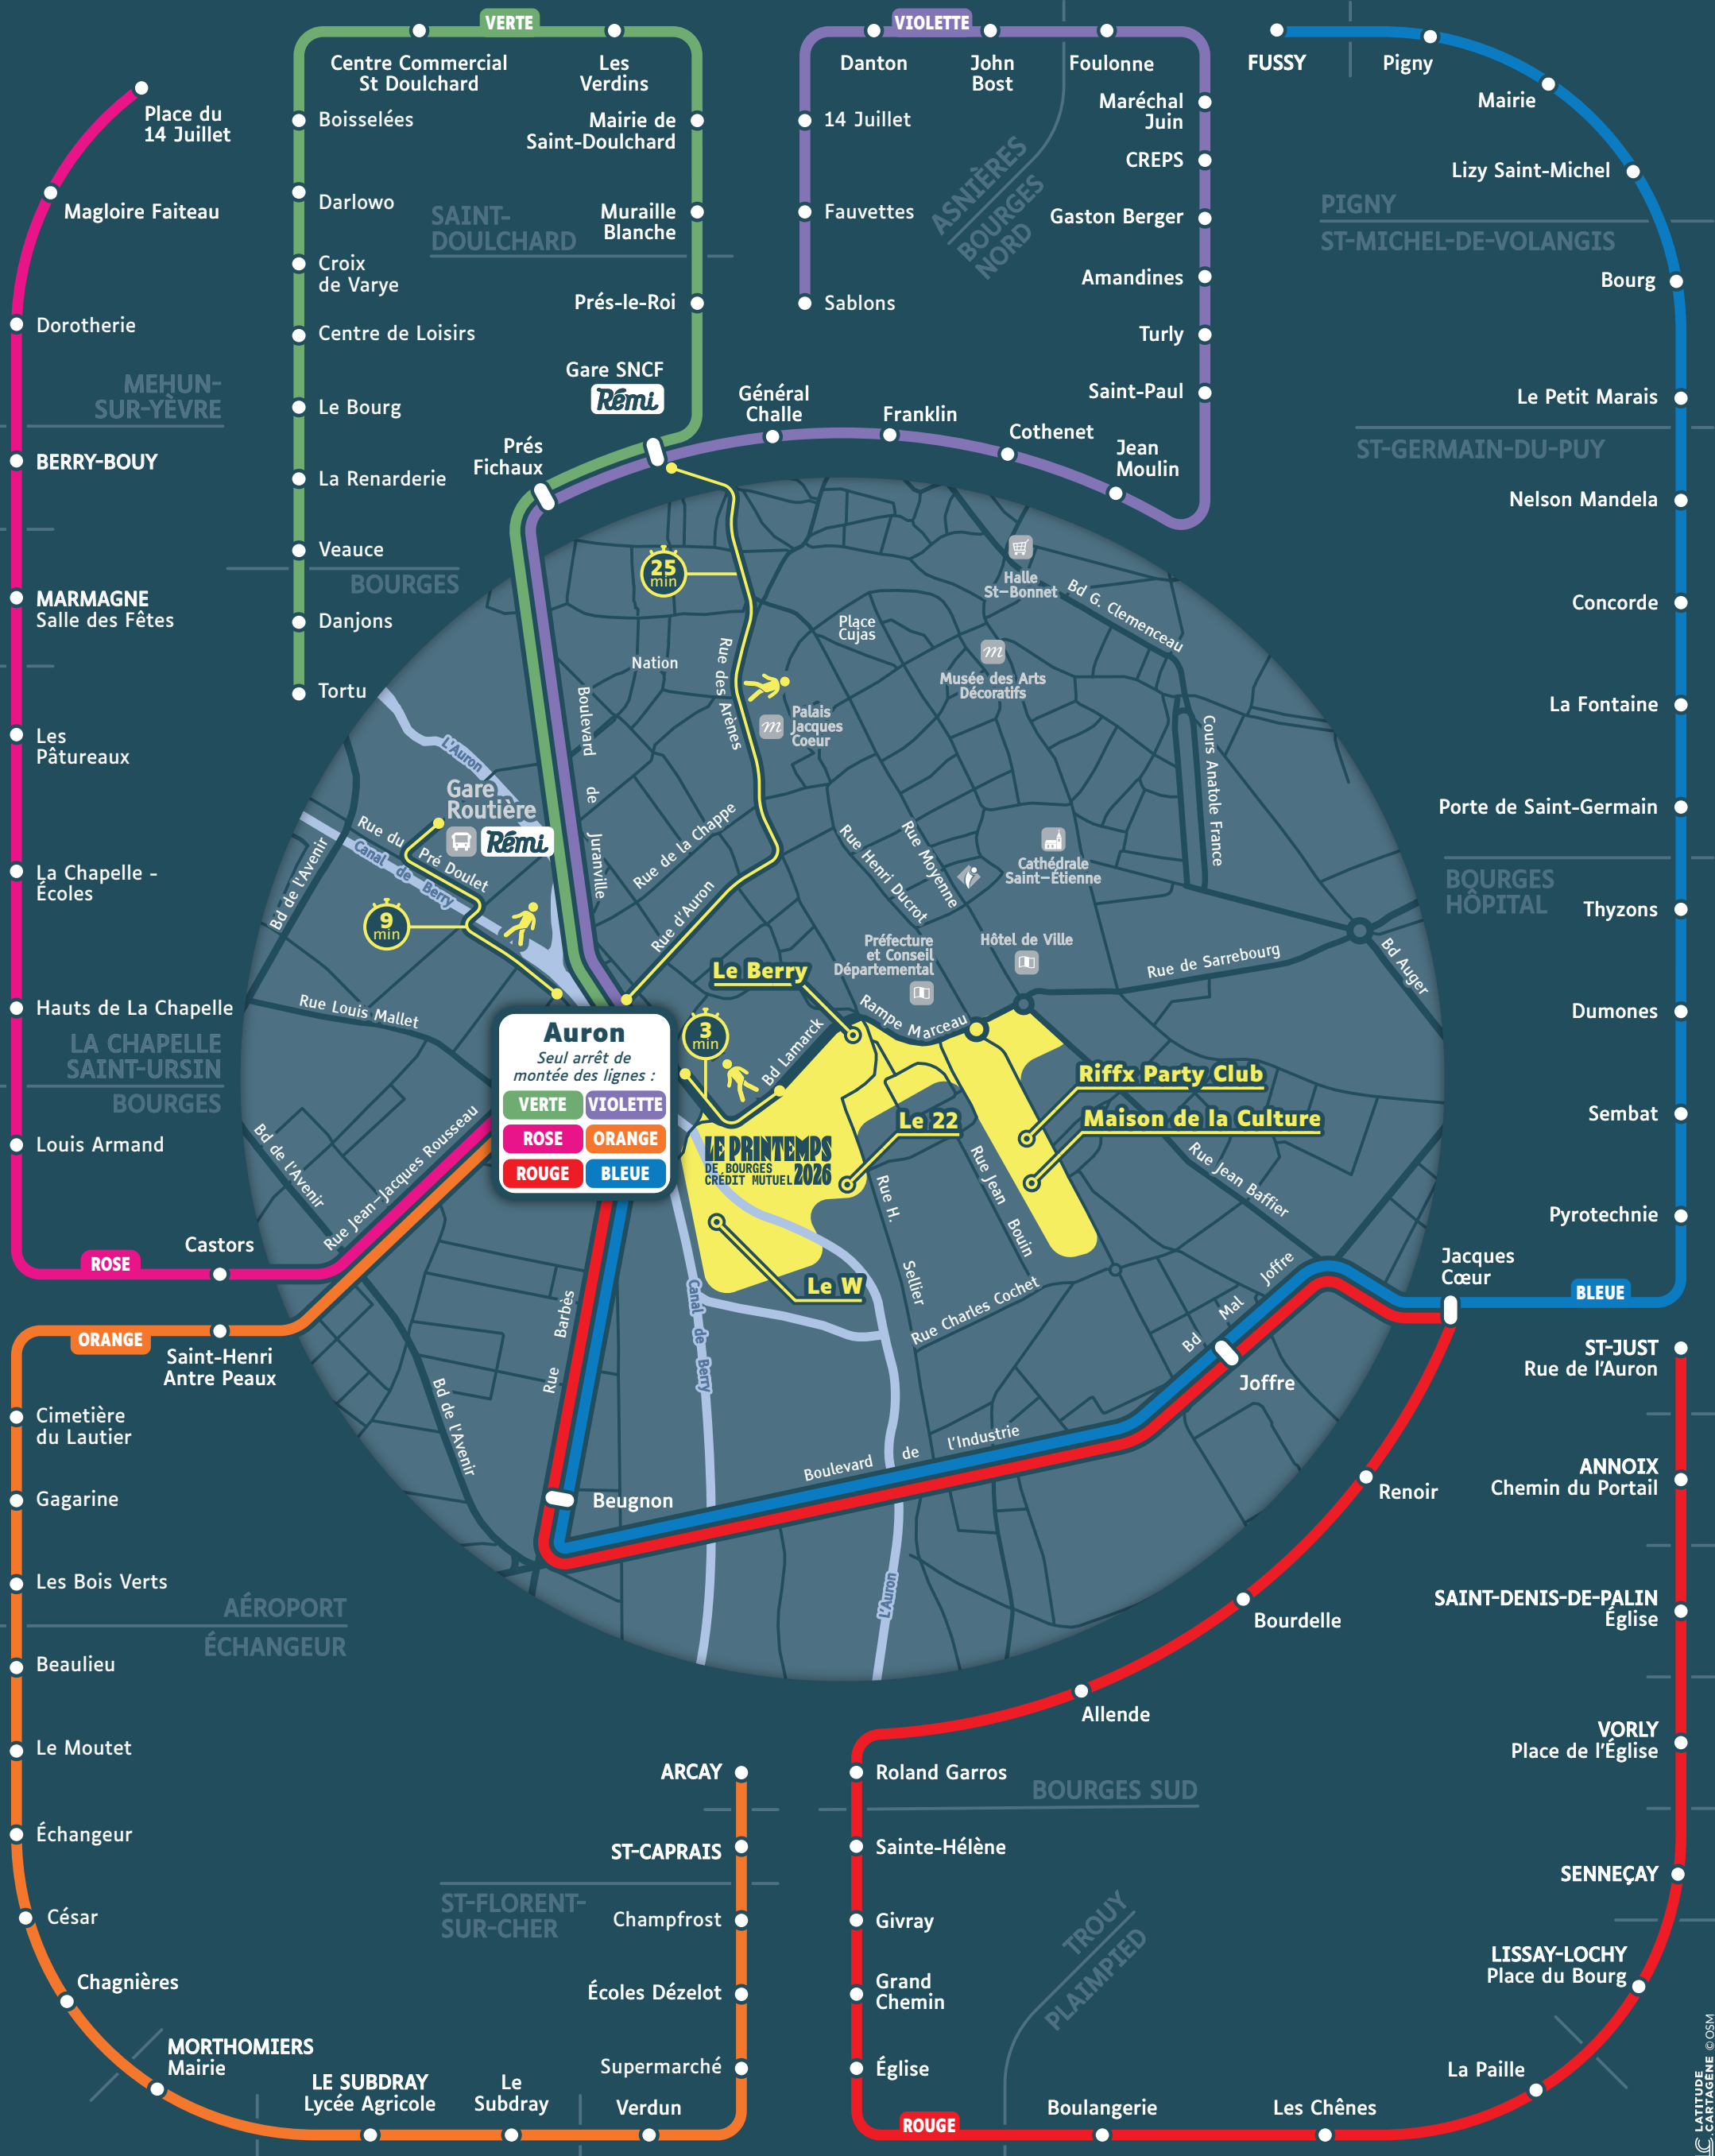 VERTE
Centre Commercial
St Doulchard
Les
Verdins
Boisselées
Mairie de
Saint-Doulchard
Darlowo
Muraille
Blanche
SAINT-
DOULCHARD
Croix
de Varye
Prés-le-Roi
Centre de Loisirs
Gare SNCF
Rémi
Le Bourg
Prés
Fichaux
La Renarderie
Veauce
BOURGES
Danjons
Tortu
VIOLETTE
Danton
John
Bost
Foulonne
14 Juillet
Maréchal
Juin
CREPS
Fauvettes
Gaston Berger
ASNIÈRES
BOURGES
NORD
Amandines
Sablons
Turly
Saint-Paul
Général
Challe
Franklin
Cothenet
Jean
Moulin
FUSSY
Pigny
Mairie
Lizy Saint-Michel
PIGNY
ST-MICHEL-DE-VOLANGIS
Bourg
Le Petit Marais
ST-GERMAIN-DU-PUY
Nelson Mandela
Concorde
La Fontaine
Porte de Saint-Germain
BOURGES
HÔPITAL
Thyzons
Dumones
Sembat
Pyrotechnie
Jacques
Cœur
BLEUE
Place du
14 Juillet
Magloire Faiteau
Dorotherie
MEHUN-
SUR-YÈVRE
BERRY-BOUY
MARMAGNE
Salle des Fêtes
Les
Pâtureaux
La Chapelle -
Écoles
Hauts de La Chapelle
LA CHAPELLE
SAINT-URSIN
BOURGES
Louis Armand
Castors
ROSE
ORANGE
Saint-Henri
Antre Peaux
Cimetière
du Lautier
Gagarine
Les Bois Verts
AÉROPORT
ÉCHANGEUR
Beaulieu
Le Moutet
Échangeur
César
Chagnières
MORTHOMIERS
Mairie
LE SUBDRAY
Lycée Agricole
Le
Subdray
Verdun
Supermarché
Écoles Dézelot
Champfrost
ST-FLORENT-
SUR-CHER
ST-CAPRAIS
ARCAY
25
min
Halle
St-Bonnet
Bd G. Clemenceau
Place
Cujas
Nation
Rue des Arènes
m
Musée des Arts
Décoratifs
m
Palais
Jacques
Coeur
Boulevard de Juranville
Cours Anatole France
L'Auron
Gare
Routière
Rémi
Rue du Pré Doulet
Canal de Berry
Bd de l'Avenir
9
min
Rue de la Chappe
Rue d'Auron
Rue Henri Ducrot
Rue Moyenne
Cathédrale
Saint-Étienne
Préfecture
et Conseil
Départemental
Hôtel de Ville
Rue de Sarrebourg
Bd Auger
Rue Louis Mallet
Le Berry
Rampe Marceau
3
min
Bd Lamarck
Auron
Seul arrêt de
montée des lignes :
VERTE
VIOLETTE
ROSE
ORANGE
ROUGE
BLEUE
Riffx Party Club
Maison de la Culture
Le 22
LE PRINTEMPS
DE BOURGES
CRÉDIT MUTUEL 2026
Le W
Rue H. Sellier
Rue Jean Bouin
Rue Jean Baffier
Rue Charles Cochet
Bd de l'Avenir
Rue Jean-Jacques Rousseau
Rue Barbès
Canal de Berry
Bd Mal Joffre
Joffre
Bd de l'Avenir
Beugnon
Boulevard de l'Industrie
L'Auron
ST-JUST
Rue de l'Auron
ANNOIX
Chemin du Portail
Renoir
SAINT-DENIS-DE-PALIN
Église
Bourdelle
Allende
VORLY
Place de l'Église
Roland Garros
BOURGES SUD
Sainte-Hélène
SENNEÇAY
Givray
TROUY
PLAIMPIED
LISSAY-LOCHY
Place du Bourg
Grand
Chemin
Église
La Paille
ROUGE
Boulangerie
Les Chênes
LATITUDE
CARTAGÈNE ©OSM